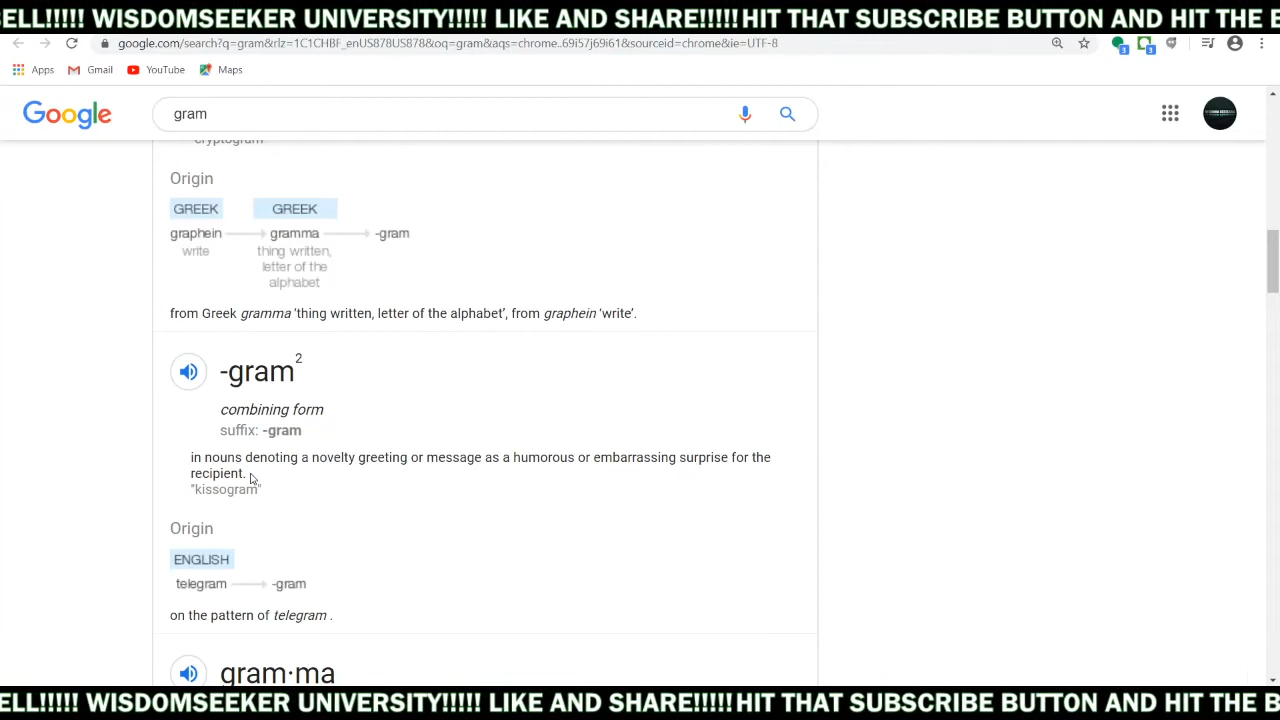 ELL!!!!! WISDOMSEEKER UNIVERSITY!!!!! LIKE AND SHARE!!!!! HIT THAT SUBSCRIBE BUTTON AND HIT THE B
google.com/search?q=gram&rlz=1C1CHBF_enUS878US878&oq=gram&aqs=chrome..69i57j69i61&sourceid=chrome&ie=UTF-8
3 3
Apps Gmail YouTube Maps
Google gram
cryptogram
Origin
GREEK GREEK
graphein gramma -gram
write thing written,
letter of the
alphabet
from Greek gramma 'thing written, letter of the alphabet', from graphein 'write'.
-gram2
combining form
suffix: -gram
in nouns denoting a novelty greeting or message as a humorous or embarrassing surprise for the
recipient.
"kissogram"
Origin
ENGLISH
telegram -gram
on the pattern of telegram .
gram·ma
ELL!!!!! WISDOMSEEKER UNIVERSITY!!!!! LIKE AND SHARE!!!!! HIT THAT SUBSCRIBE BUTTON AND HIT THE B